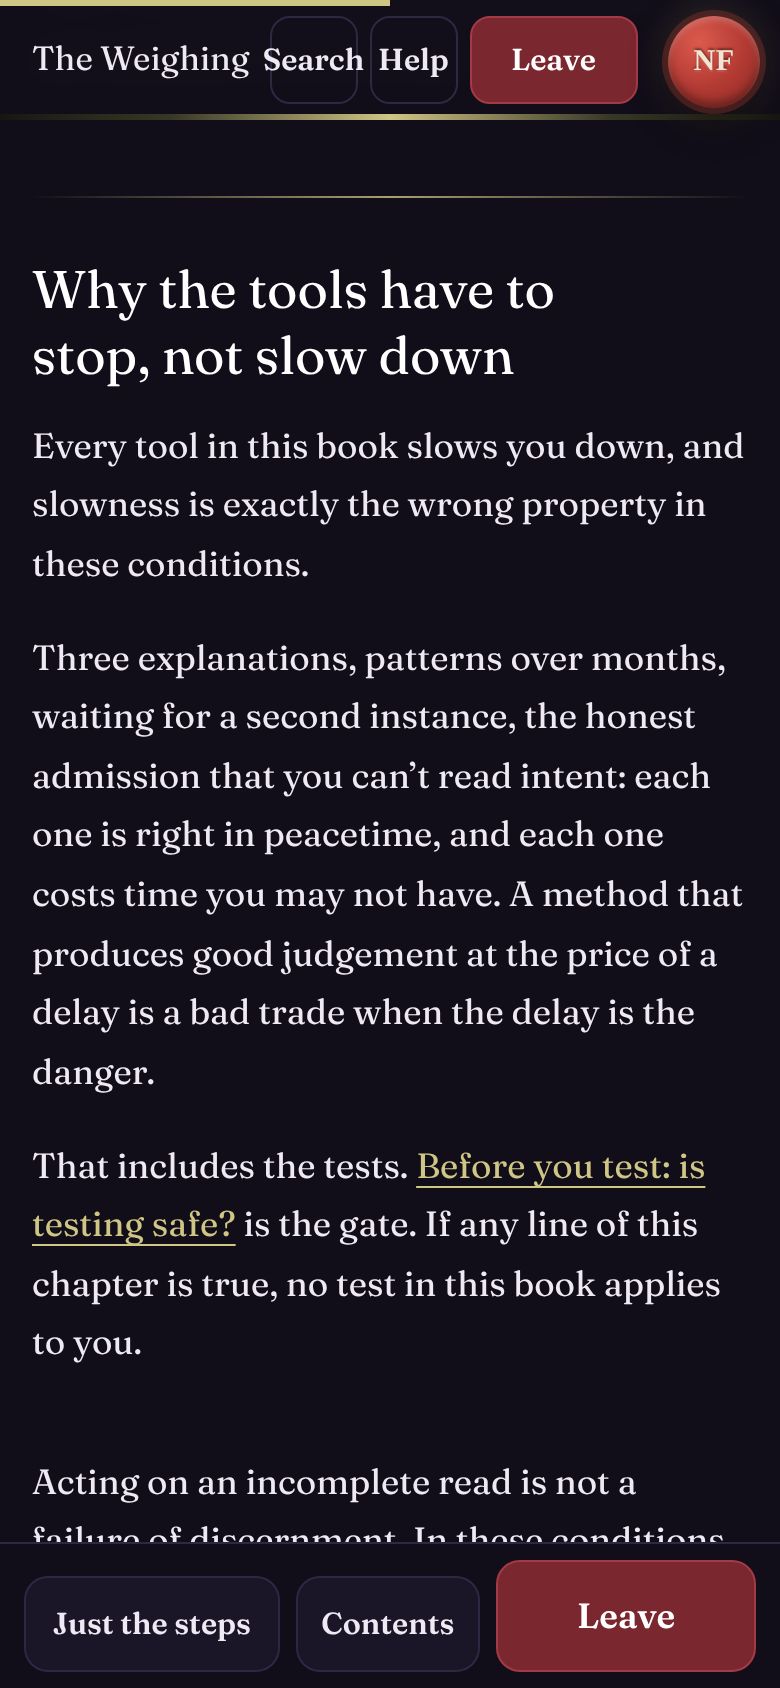 The Weighing Search Help Leave NF
Why the tools have to
stop, not slow down
Every tool in this book slows you down, and
slowness is exactly the wrong property in
these conditions.
Three explanations, patterns over months,
waiting for a second instance, the honest
admission that you can’t read intent: each
one is right in peacetime, and each one
costs time you may not have. A method that
produces good judgement at the price of a
delay is a bad trade when the delay is the
danger.
That includes the tests. Before you test: is
testing safe? is the gate. If any line of this
chapter is true, no test in this book applies
to you.
Acting on an incomplete read is not a
failure of discernment. In these conditions
Just the steps Contents Leave